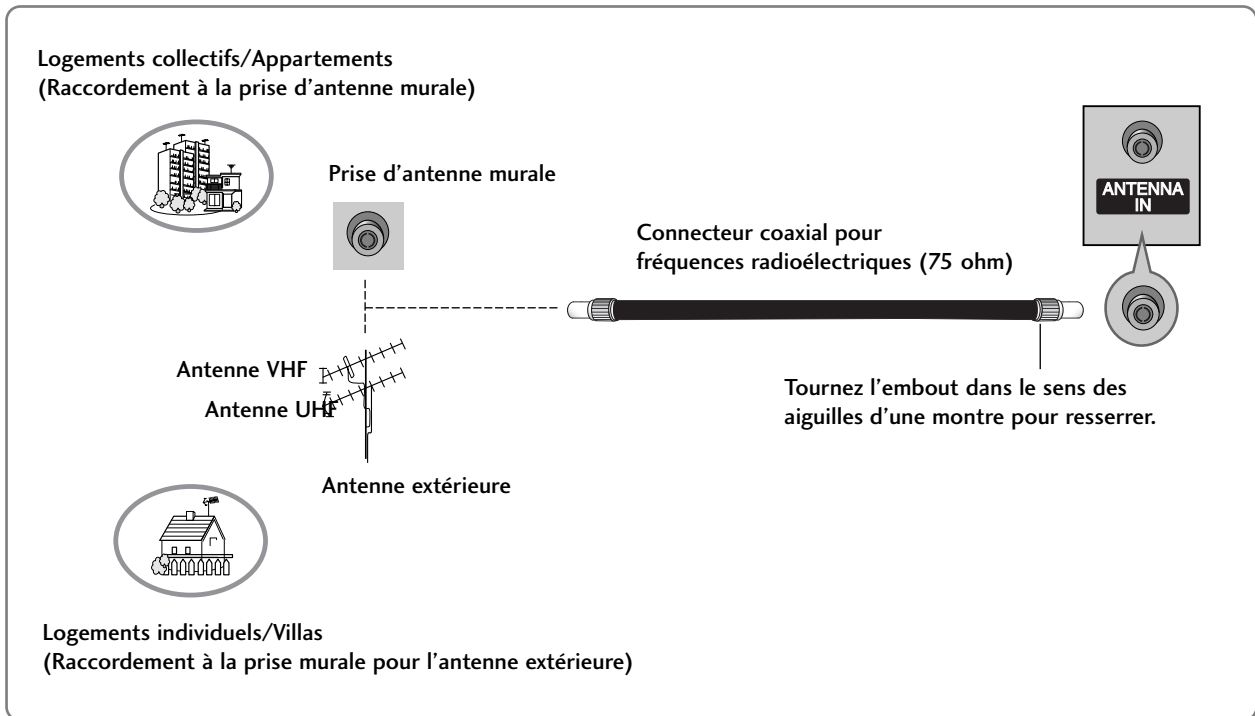 Logements collectifs/Appartements
(Raccordement à la prise d'antenne murale)
Prise d'antenne murale
ANTENNA
IN
Connecteur coaxial pour
fréquences radioélectriques (75 ohm)
Antenne VHF
Antenne UHF
Tournez l'embout dans le sens des
aiguilles d'une montre pour resserrer.
Antenne extérieure
Logements individuels/Villas
(Raccordement à la prise murale pour l'antenne extérieure)